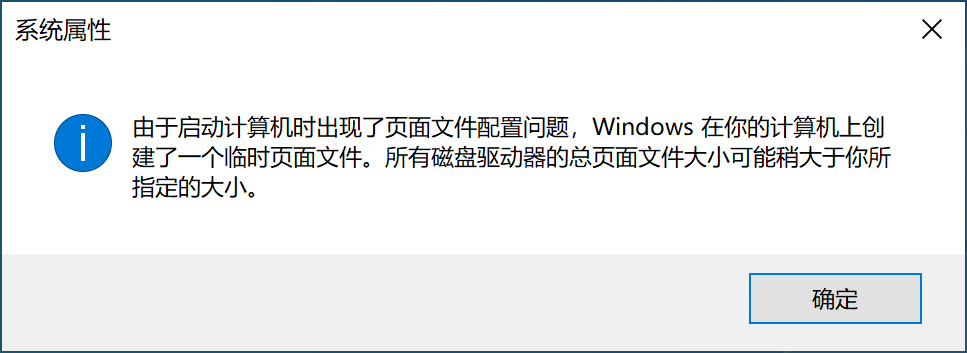 系统属性
由于启动计算机时出现了页面文件配置问题，Windows 在你的计算机上创
建了一个临时页面文件。所有磁盘驱动器的总页面文件大小可能稍大于你所
指定的大小。
确定